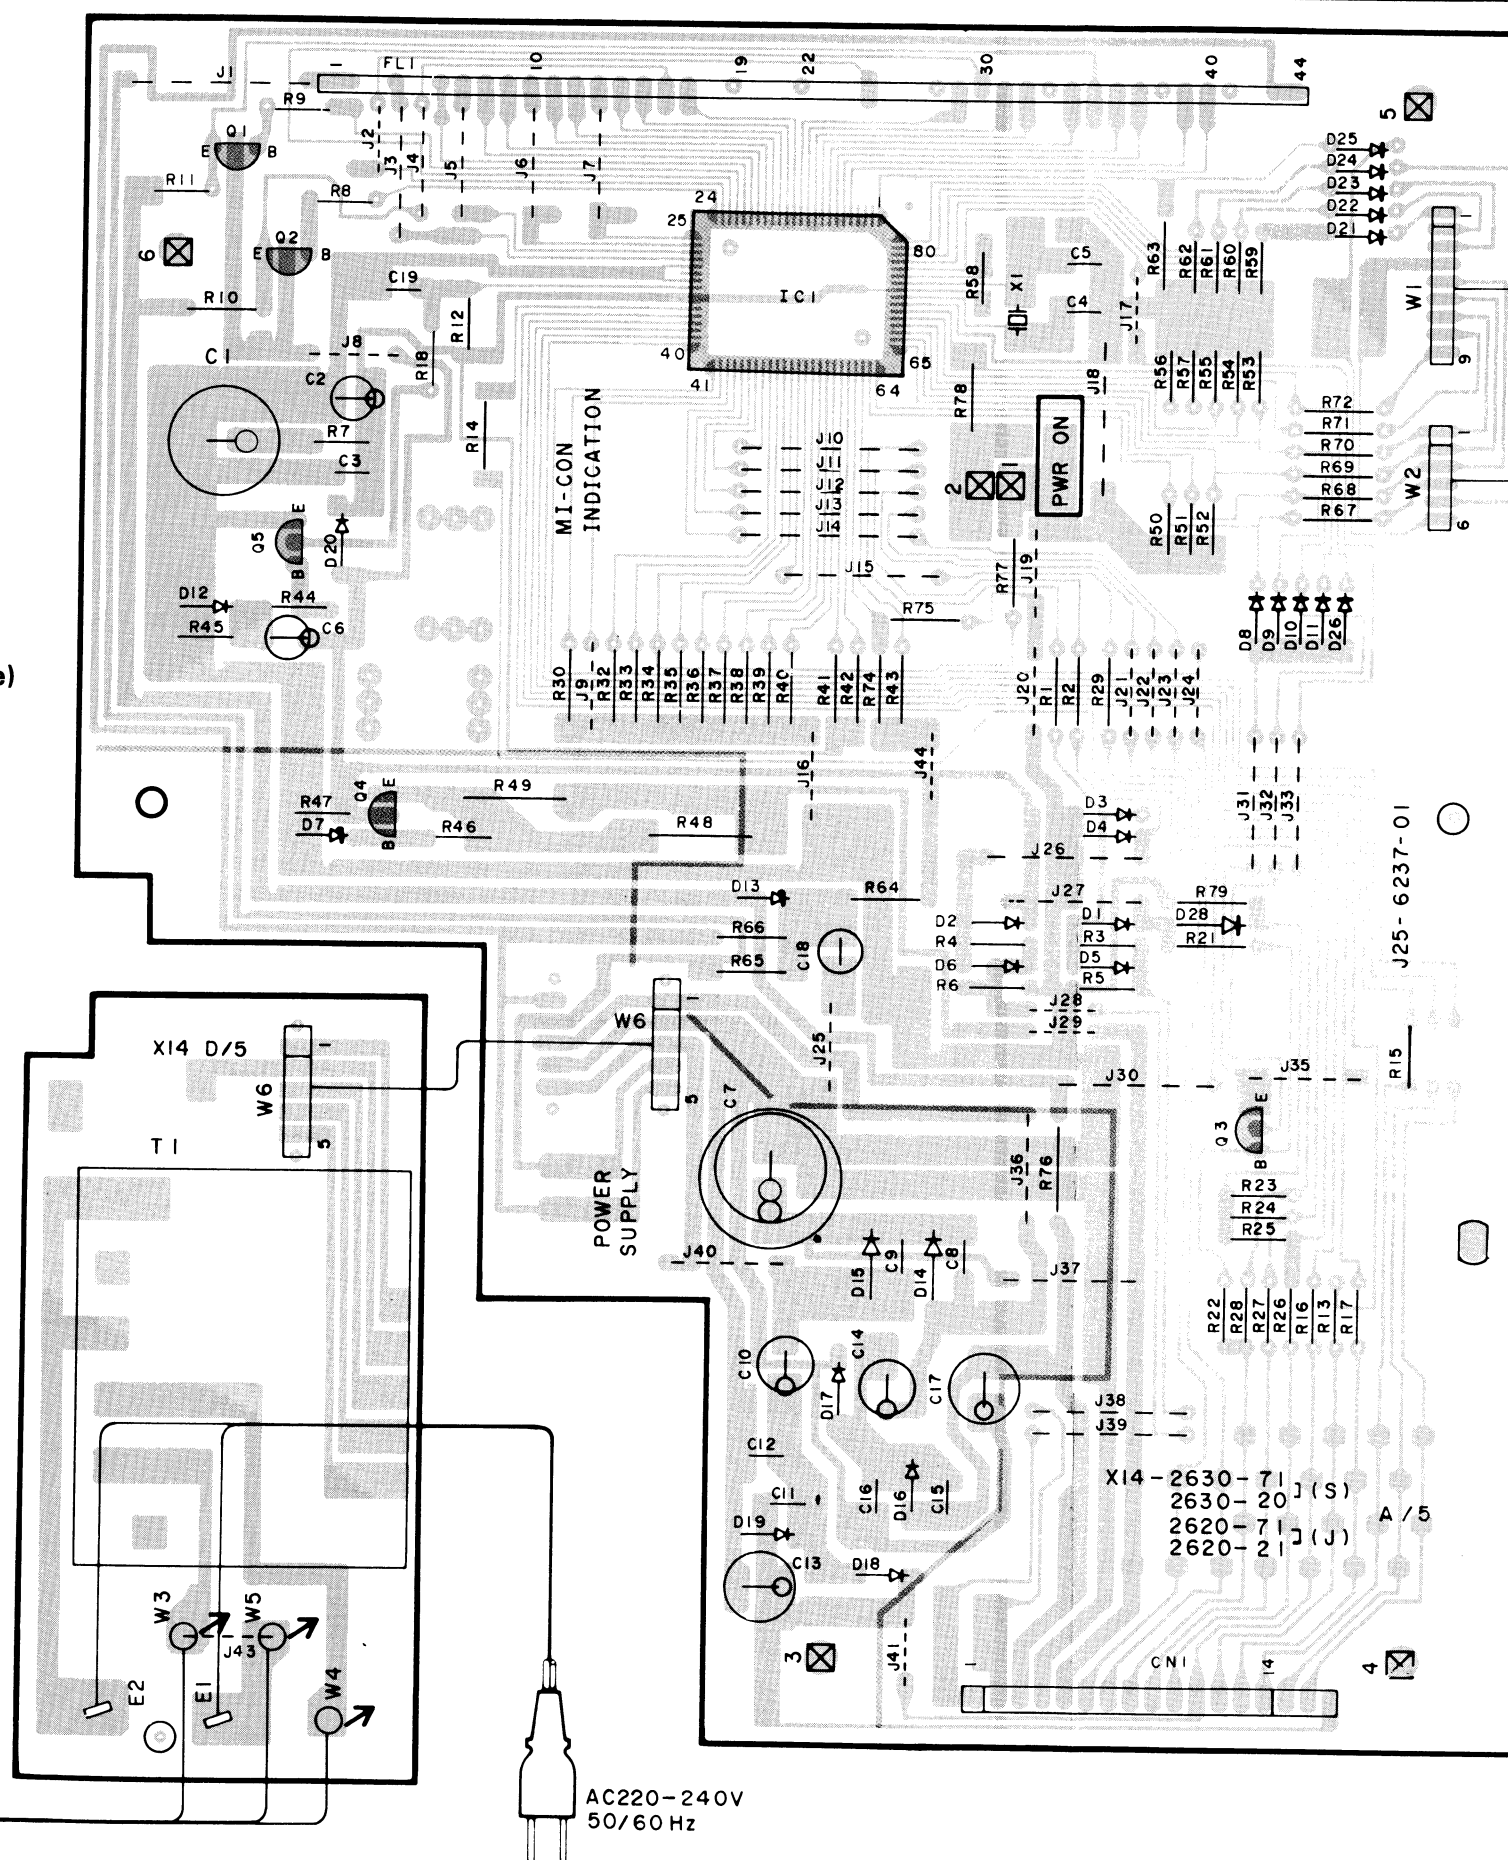 J1
1
FL1
10
19
22
30
40
44
5
R9
Q1
E
B
J2
J3
J4
J5
J6
J7
D25
D24
D23
D22
D21
R11
R8
24
25
1
80
6
Q2
E
B
C19
IC1
R58
X1
C5
C4
J17
R63
R62
R61
R60
R59
1
W1
9
R10
R12
J8
R18
C1
C2
40
41
65
64
R78
J18
R56
R57
R55
R54
R53
R7
C3
R14
MI-CON
INDICATION
J10
J11
J12
J13
J14
J15
2
1
PWR ON
R72
R71
R70
R69
R68
R67
1
W2
6
Q5
E
B
D20
R77
J19
R50
R51
R52
D12
R44
R45
C6
R75
D8
D9
D10
D11
D26
e)
R30
J9
R32
R33
R34
R35
R36
R37
R38
R39
R40
R41
R42
R74
R43
J20
R1
R2
R29
J21
J22
J23
J24
J16
J44
R47
D7
Q4
E
B
R49
R46
R48
D3
D4
J26
J31
J32
J33
J25-6237-01
D13
R64
J27
R79
D2
D1
D28
R66
R4
R3
R21
R65
C18
D6
D5
R6
R5
J28
J29
X14 D/5
W6
1
5
W6
1
5
J25
C7
J30
J35
R15
T1
Q3
E
B
POWER
SUPPLY
J36
R76
R23
R24
R25
J40
D15
C9
D14
C8
J37
R22
R28
R27
R26
R16
R13
R17
C10
D17
C14
C17
J38
J39
C12
C11
C16
D16
C15
X14-2630-71
2630-20
(S)
2620-71
2620-21
(J)
A/5
D19
C13
D18
W3
W5
J43
3
J41
1
CN1
14
4
E2
E1
W4
AC220-240V
50/60Hz